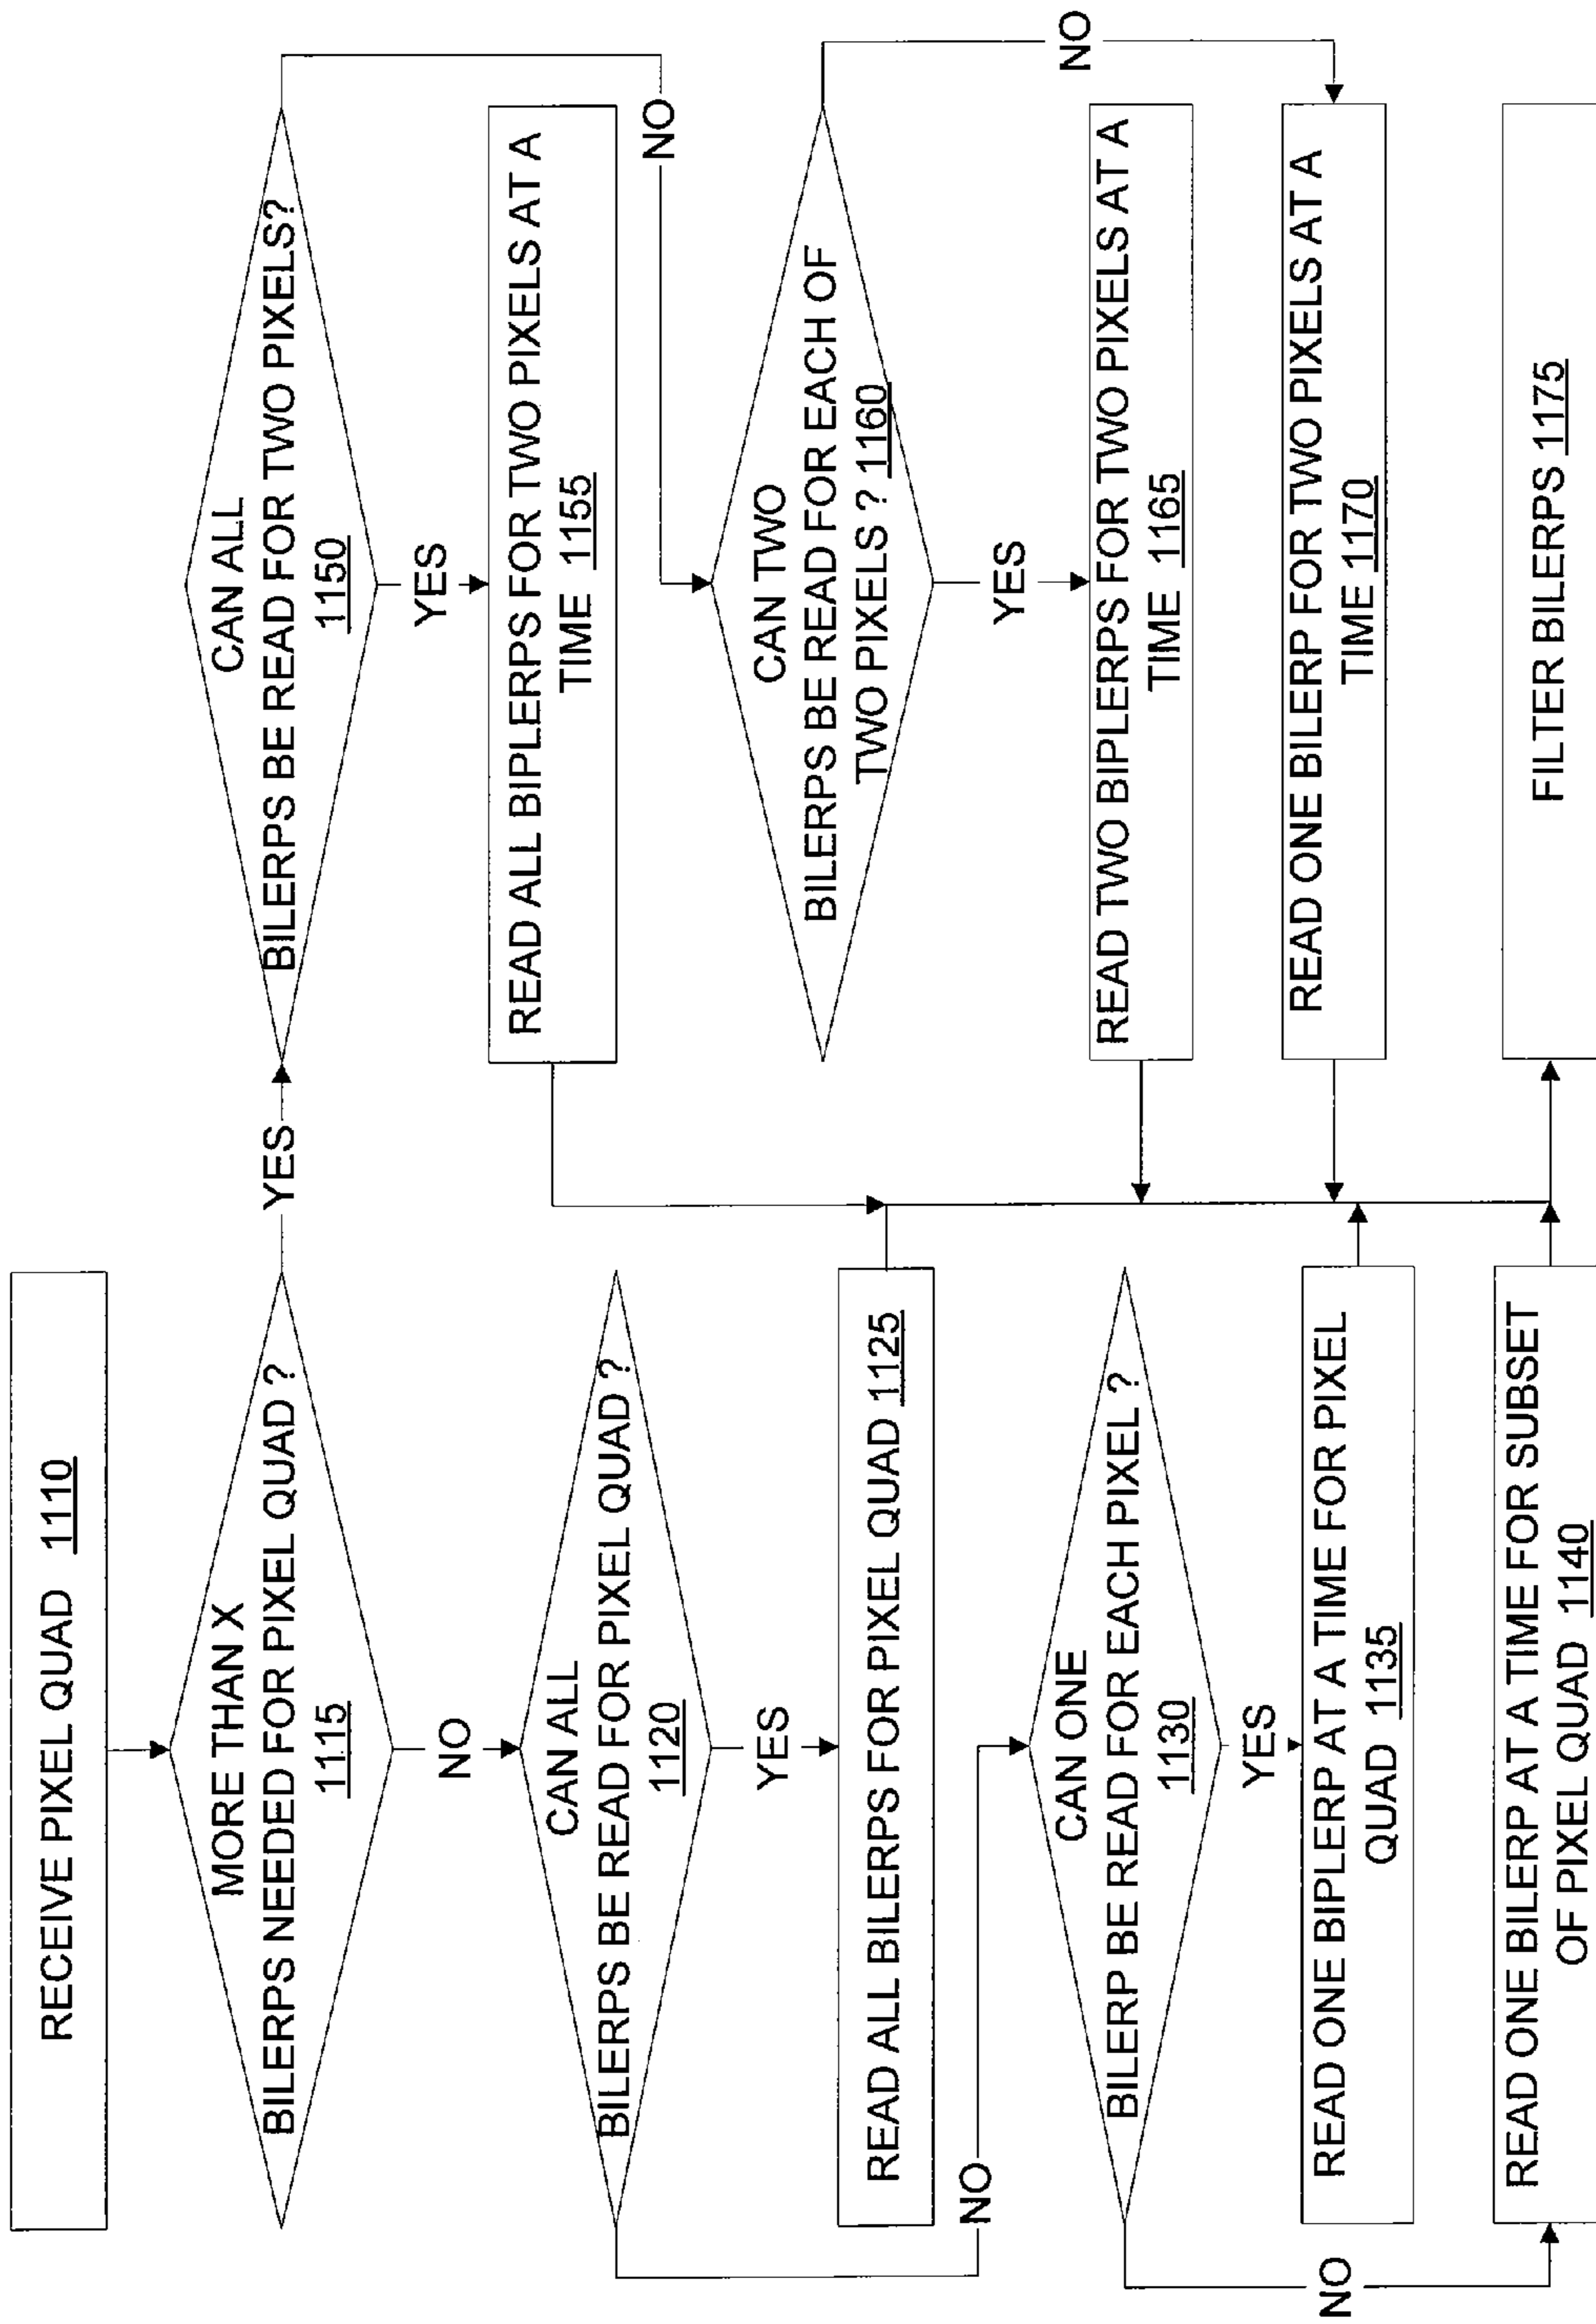 RECEIVE PIXEL QUAD 1110
MORE THAN X
BILERPS NEEDED FOR PIXEL QUAD ?
1115
YES
NO
CAN ALL
BILERPS BE READ FOR PIXEL QUAD ?
1120
YES
READ ALL BILERPS FOR PIXEL QUAD 1125
NO
CAN ONE
BILERP BE READ FOR EACH PIXEL ?
1130
YES
READ ONE BIPLERP AT A TIME FOR PIXEL
QUAD 1135
NO
READ ONE BILERP AT A TIME FOR SUBSET
OF PIXEL QUAD 1140
CAN ALL
BILERPS BE READ FOR TWO PIXELS?
1150
YES
READ ALL BIPLERPS FOR TWO PIXELS AT A
TIME 1155
NO
CAN TWO
BILERPS BE READ FOR EACH OF
TWO PIXELS ? 1160
YES
NO
READ TWO BIPLERPS FOR TWO PIXELS AT A
TIME 1165
READ ONE BILERP FOR TWO PIXELS AT A
TIME 1170
FILTER BILERPS 1175